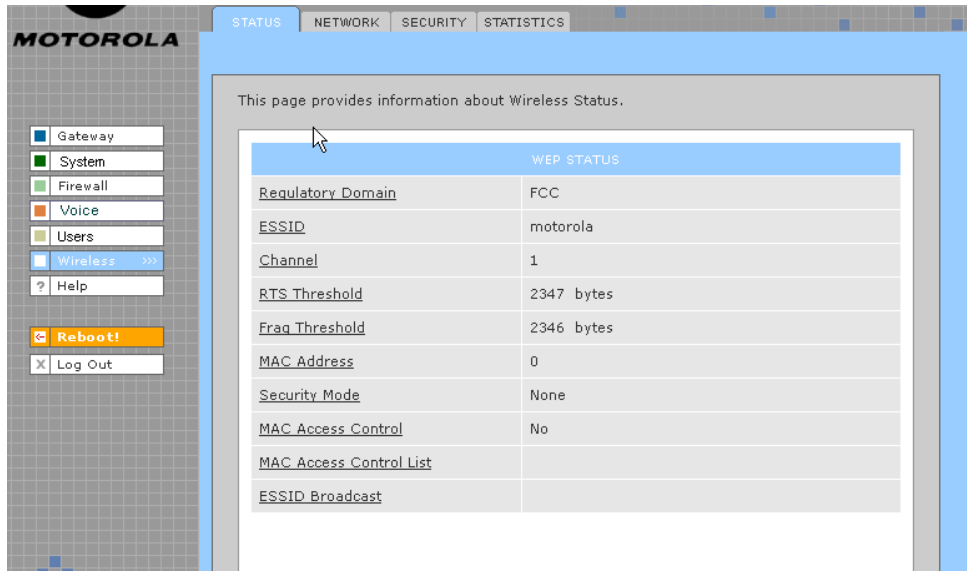 MOTOROLA
STATUS NETWORK SECURITY STATISTICS
This page provides information about Wireless Status.
Gateway
System
Firewall
Voice
Users
Wireless >>>
? Help
Reboot!
X Log Out
WEP STATUS
Regulatory Domain FCC
ESSID motorola
Channel 1
RTS Threshold 2347 bytes
Frag Threshold 2346 bytes
MAC Address 0
Security Mode None
MAC Access Control No
MAC Access Control List
ESSID Broadcast